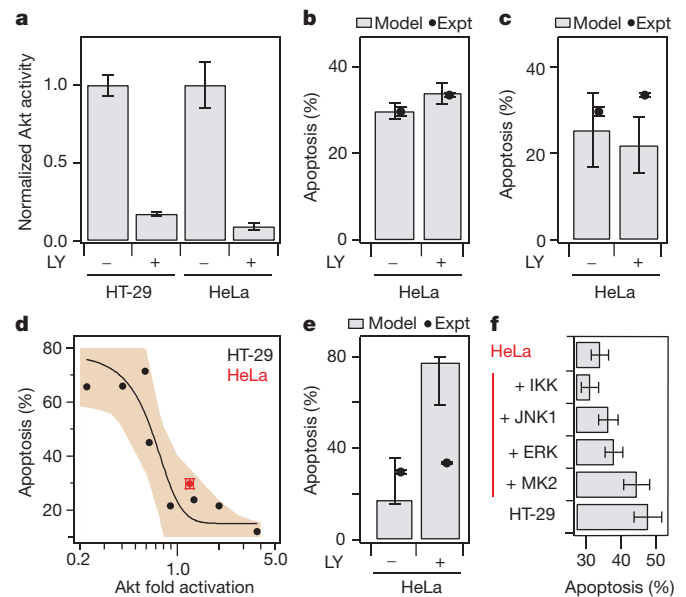 a
Normalized Akt activity
1.0
0.5
0.0
LY
– + – +
HT-29 HeLa
b
Model Expt
Apoptosis (%)
40
20
0
LY – +
HeLa
c
Model Expt
Apoptosis (%)
40
20
0
LY – +
HeLa
d
Apoptosis (%)
80
60
40
20
HT-29
HeLa
0.2 1.0 5.0
Akt fold activation
e
Model Expt
Apoptosis (%)
80
40
0
LY – +
HeLa
f
HeLa
+ IKK
+ JNK1
+ ERK
+ MK2
HT-29
30 40 50
Apoptosis (%)